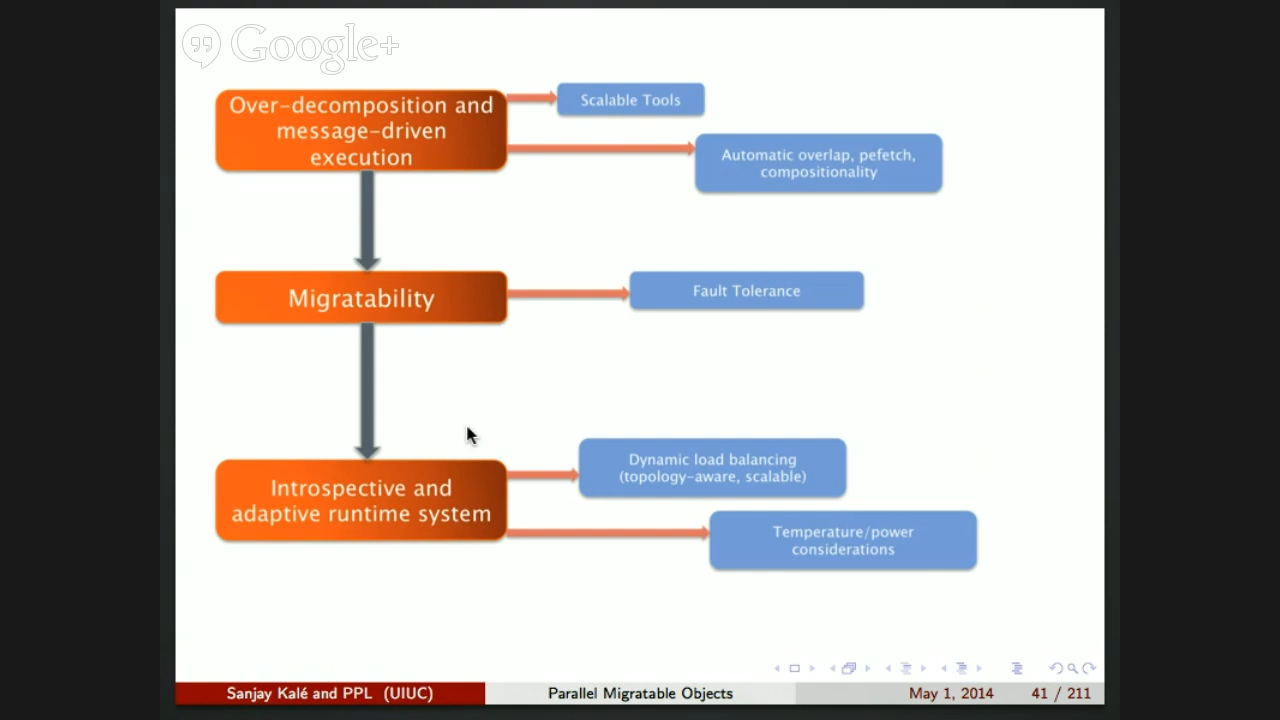 Google+
Over-decomposition and
message-driven
execution
Scalable Tools
Automatic overlap, pefetch,
compositionality
Migratability
Fault Tolerance
Introspective and
adaptive runtime system
Dynamic load balancing
(topology-aware, scalable)
Temperature/power
considerations
Sanjay Kalé and PPL (UIUC)
Parallel Migratable Objects
May 1, 2014
41 / 211